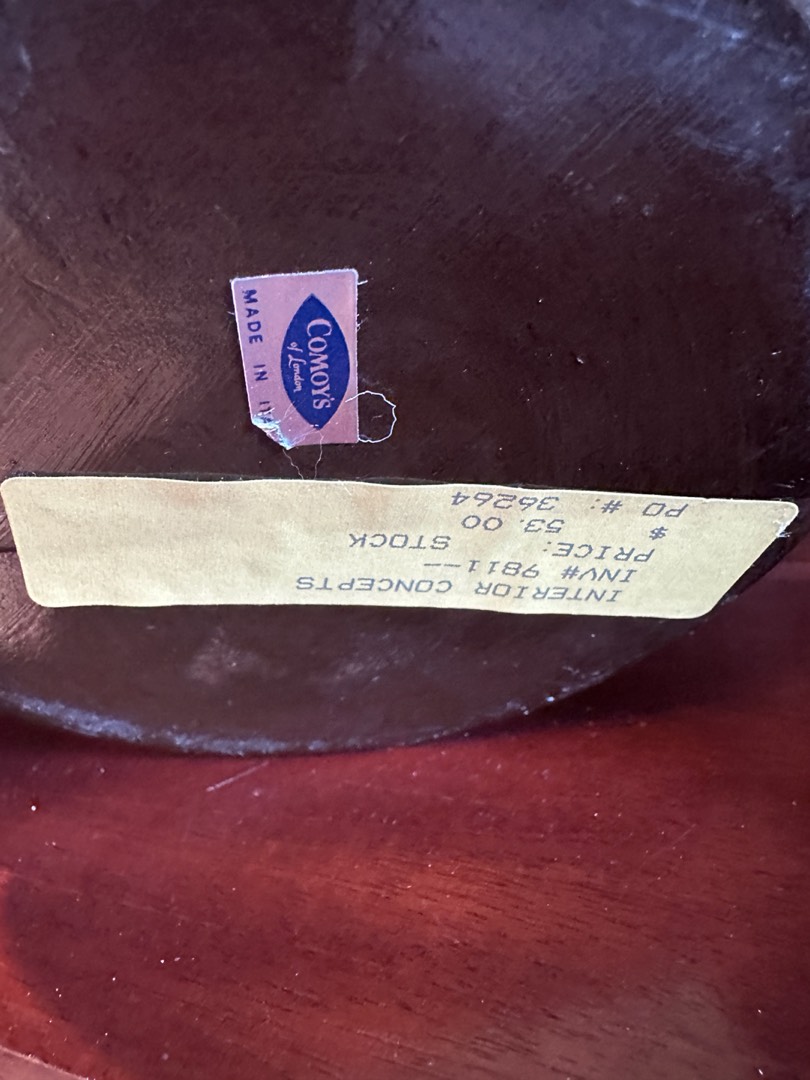 COMOY'S
of London
MADE IN
INTERIOR CONCEPTS
INV# 9811--
PRICE: STOCK
$ 53.00
PO #: 36264